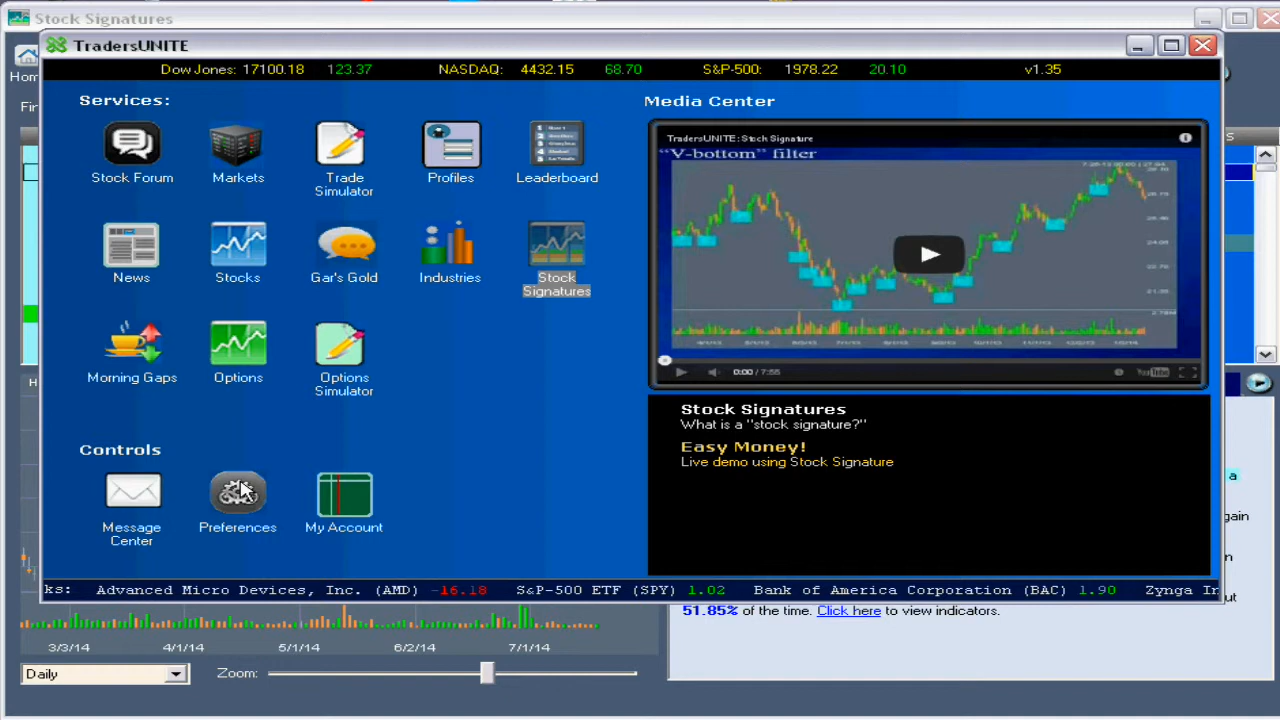 Stock Signatures
TradersUNITE
Dow Jones: 17100.18 123.37 NASDAQ: 4432.15 68.70 S&P-500: 1978.22 20.10 v1.35
Services:
Stock Forum
Markets
Trade
Simulator
Profiles
Leaderboard
News
Stocks
Gar's Gold
Industries
Stock
Signatures
Morning Gaps
Options
Options
Simulator
Controls
Message
Center
Preferences
My Account
Media Center
TradersUNITE: Stock Signature
"V-bottom" filter
0:00 / 7:55
YouTube
Stock Signatures
What is a "stock signature?"
Easy Money!
Live demo using Stock Signature
ks: Advanced Micro Devices, Inc. (AMD) -16.18 S&P-500 ETF (SPY) 1.02 Bank of America Corporation (BAC) 1.90 Zynga In
Hom
Fin
S
H
a
gain
n
ut
51.85% of the time. Click here to view indicators.
3/3/14 4/1/14 5/1/14 6/2/14 7/1/14
Daily
Zoom: